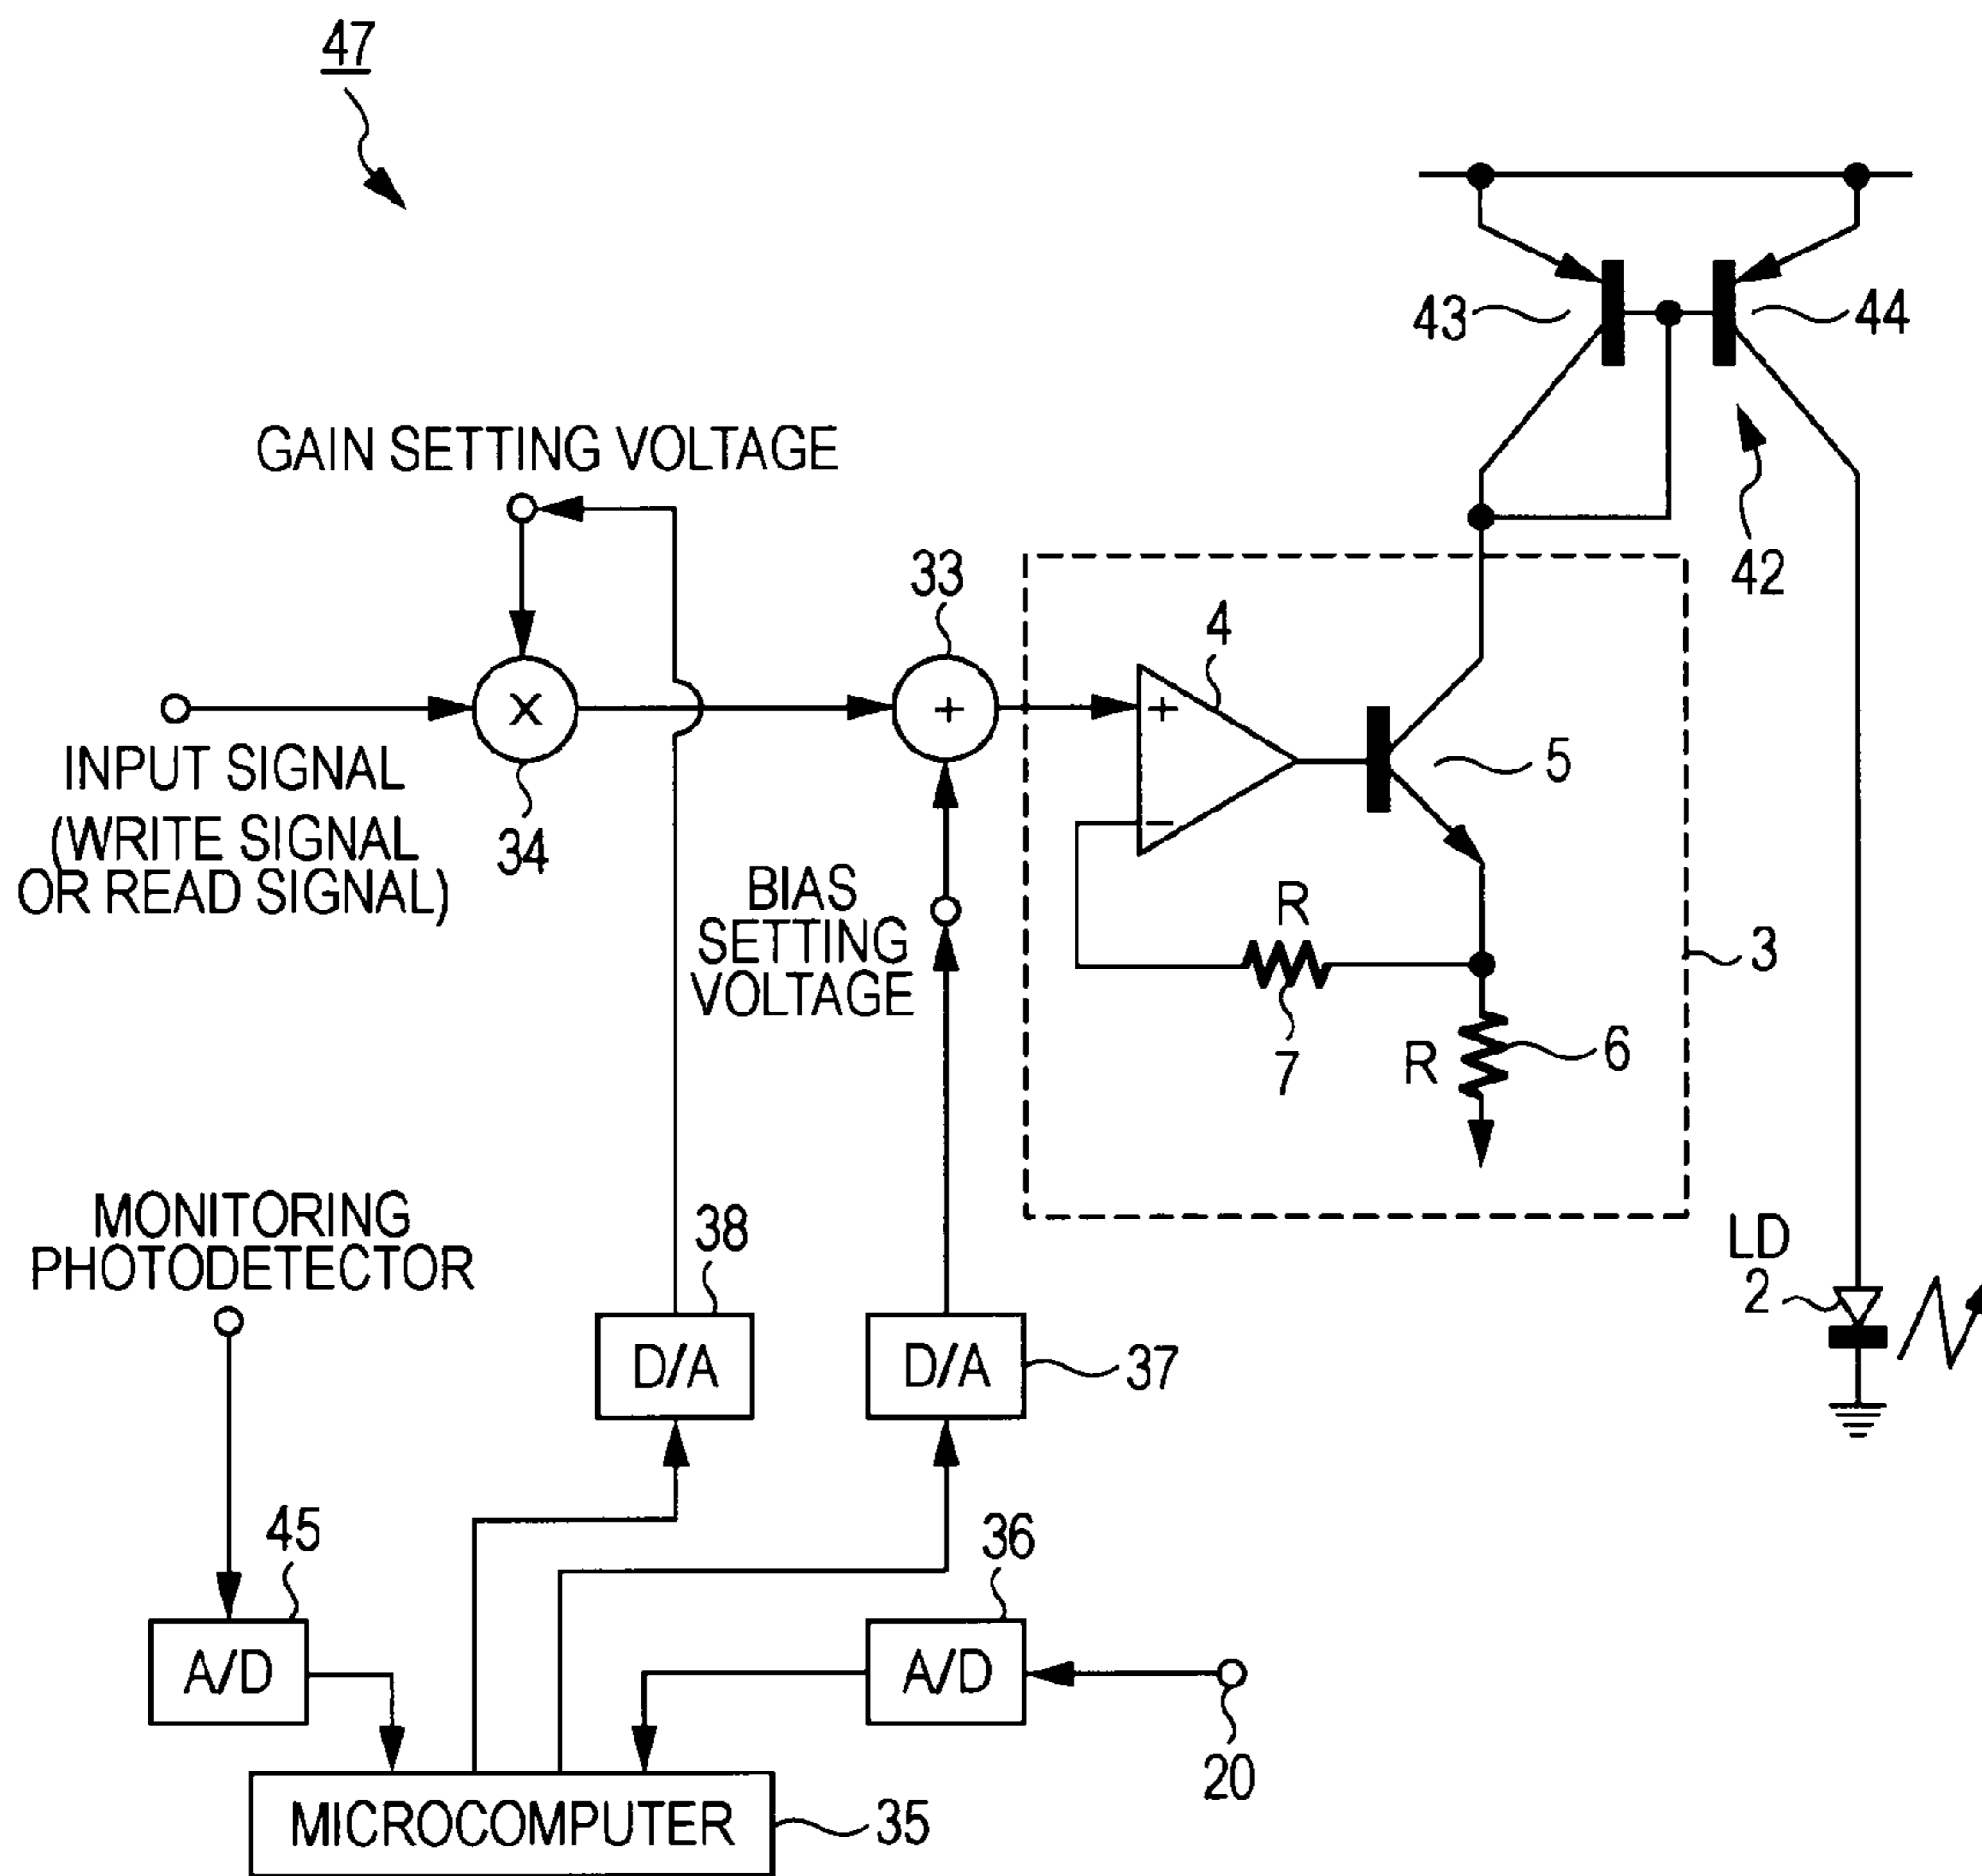 47
43
44
GAIN SETTING VOLTAGE
42
33
4
X
+
+
5
INPUT SIGNAL
(WRITE SIGNAL
OR READ SIGNAL)
34
−
BIAS
SETTING
VOLTAGE
R
3
7
R
6
MONITORING
PHOTODETECTOR
38
LD
2
D/A
D/A
37
45
36
A/D
A/D
20
MICROCOMPUTER
35